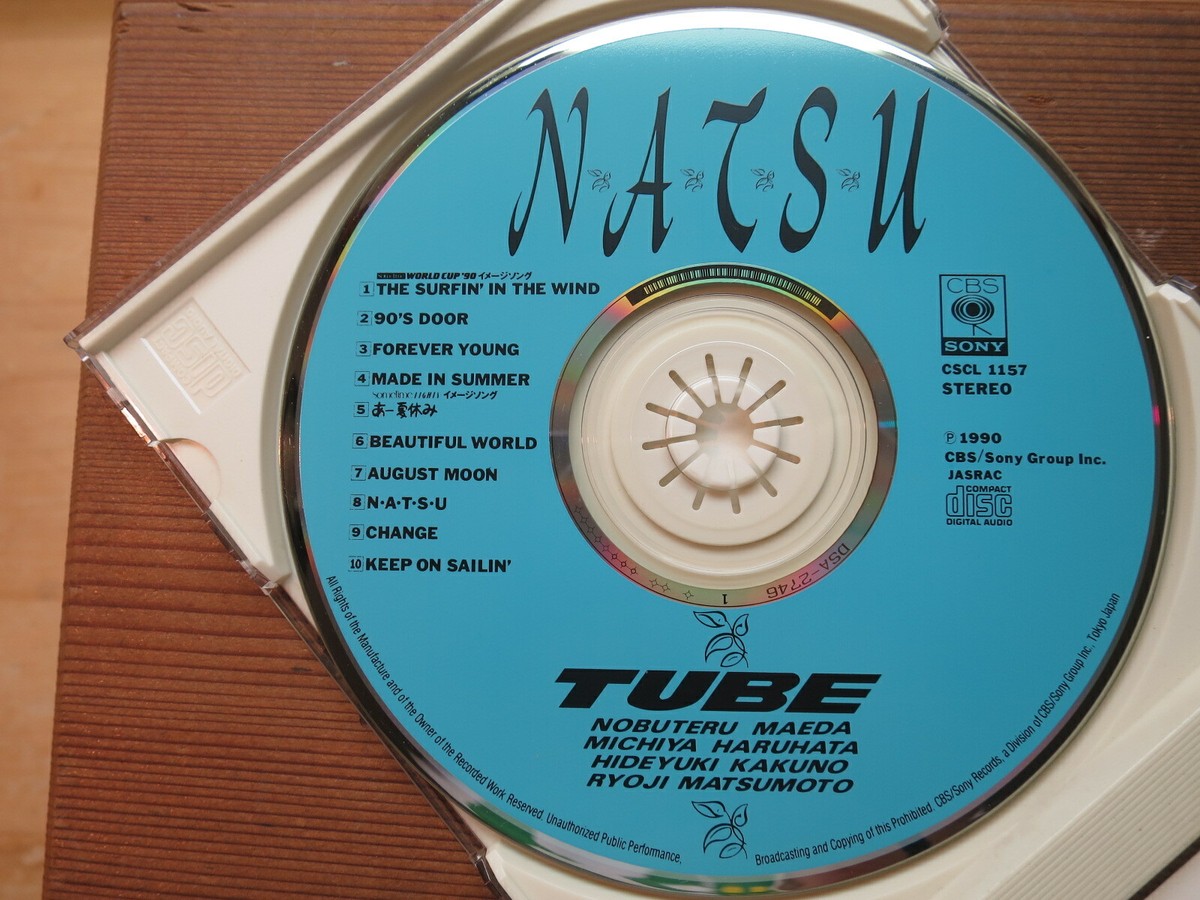 N·A·T·S·U
WORLD CUP '90 イメージソング
1 THE SURFIN' IN THE WIND
2 90'S DOOR
3 FOREVER YOUNG
4 MADE IN SUMMER
sometime イメージソング
5 あー夏休み
6 BEAUTIFUL WORLD
7 AUGUST MOON
8 N·A·T·S·U
9 CHANGE
10 KEEP ON SAILIN'
CBS
SONY
CSCL 1157
STEREO
Ⓟ 1990
CBS/Sony Group Inc.
JASRAC
COMPACT
disc
DIGITAL AUDIO
DSA-2746 1
TUBE
NOBUTERU MAEDA
MICHIYA HARUHATA
HIDEYUKI KAKUNO
RYOJI MATSUMOTO
All Rights of the Manufacture and of the Owner of the Recorded Work Reserved. Unauthorized Public Performance, Broadcasting and Copying of this Prohibited. CBS/Sony Records, a Division of CBS/Sony Group Inc., Tokyo Japan